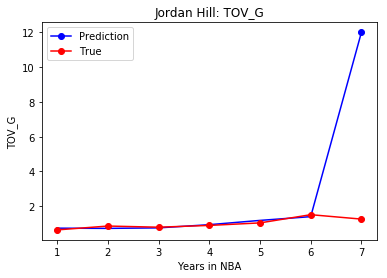 Jordan Hill: TOV_G
Prediction
True
12
10
8
6
4
2
TOV_G
1 2 3 4 5 6 7
Years in NBA